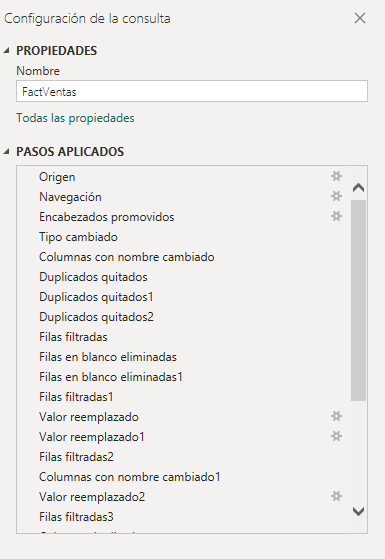 Configuración de la consulta
PROPIEDADES
Nombre
FactVentas
Todas las propiedades
PASOS APLICADOS
Origen
Navegación
Encabezados promovidos
Tipo cambiado
Columnas con nombre cambiado
Duplicados quitados
Duplicados quitados1
Duplicados quitados2
Filas filtradas
Filas en blanco eliminadas
Filas en blanco eliminadas1
Filas filtradas1
Valor reemplazado
Valor reemplazado1
Filas filtradas2
Columnas con nombre cambiado1
Valor reemplazado2
Filas filtradas3